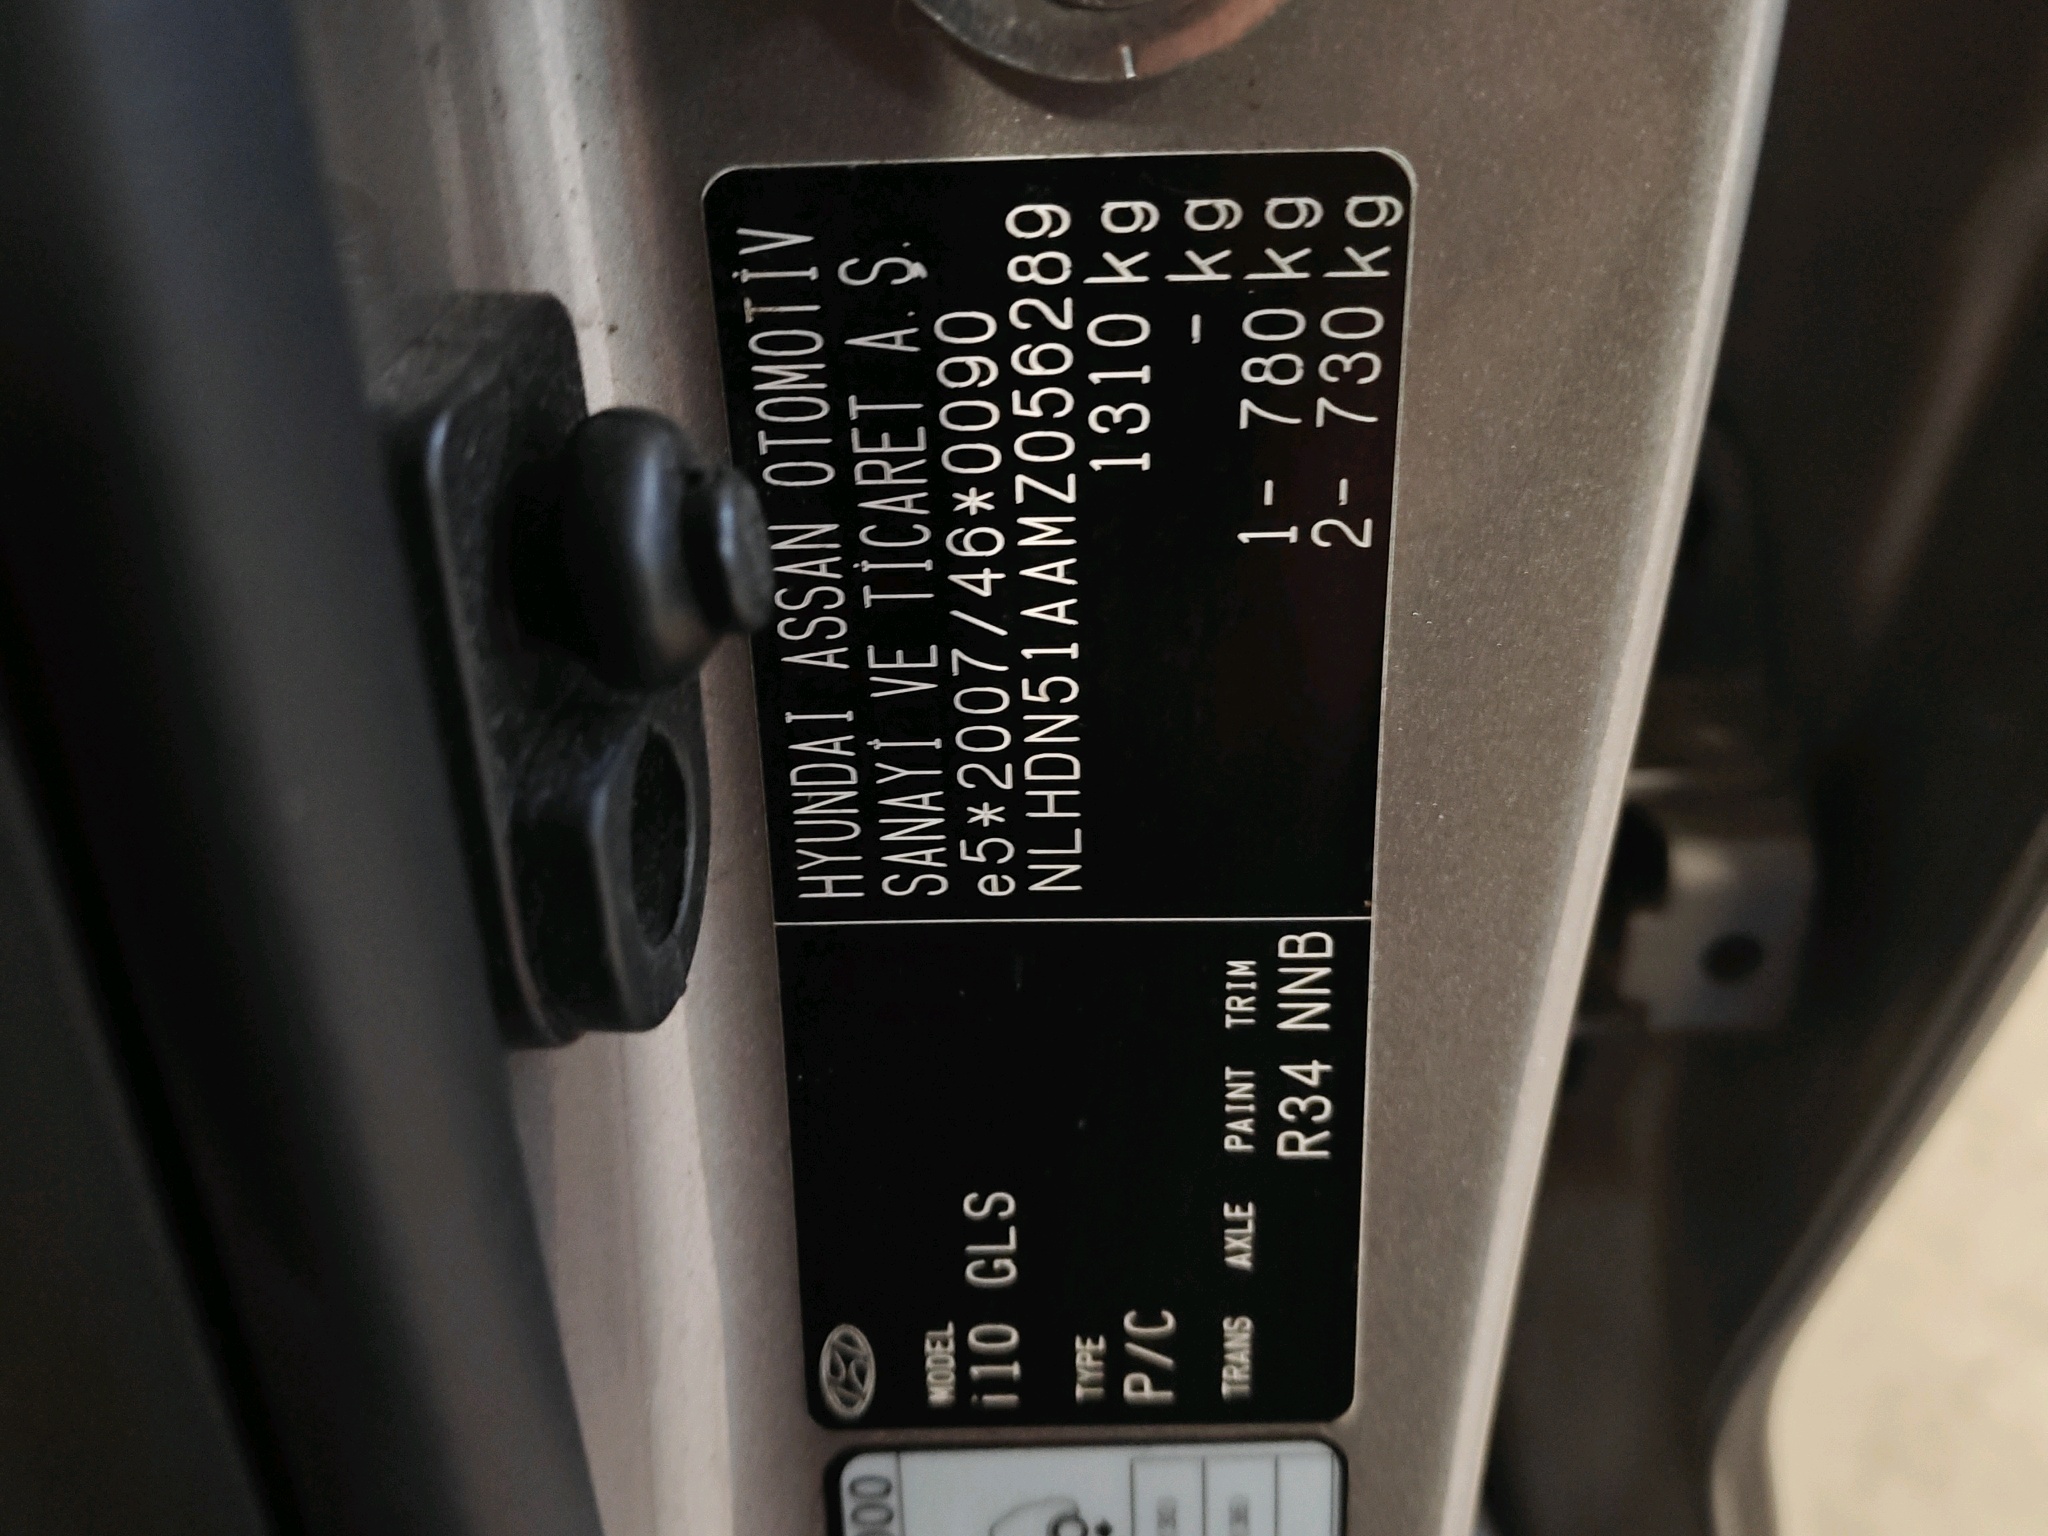 MODEL
i10 GLS
TYPE
P/C
TRANS AXLE PAINT TRIM
R34 NNB
HYUNDAI ASSAN OTOMOTİV
SANAYİ VE TİCARET A.Ş.
e5*2007/46*0090
NLHDN51AAMZ056289
1310 kg
- kg
1- 780 kg
2- 730 kg